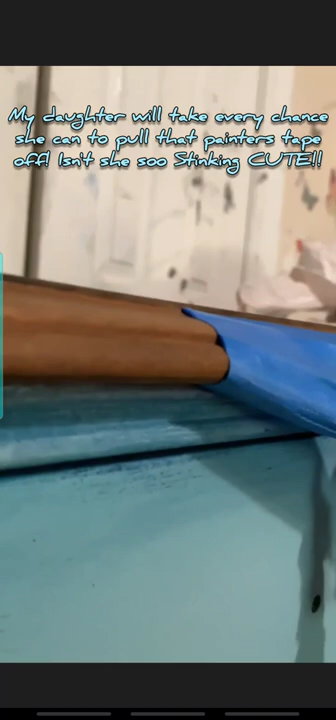 My daughter will take every chance
she can to pull that painters tape
off! Isn't she soo Stinking CUTE!!